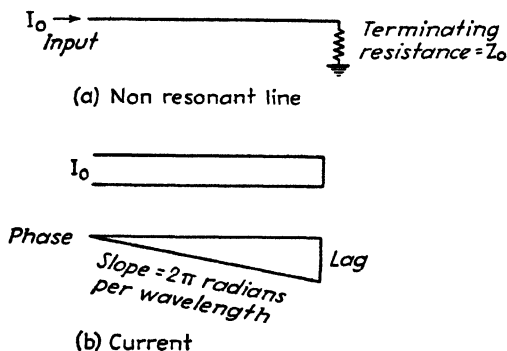 I₀
Input
Terminating
resistance=Z₀
(a) Non resonant line
I₀
Phase
Lag
Slope = 2π radians
per wavelength
(b) Current